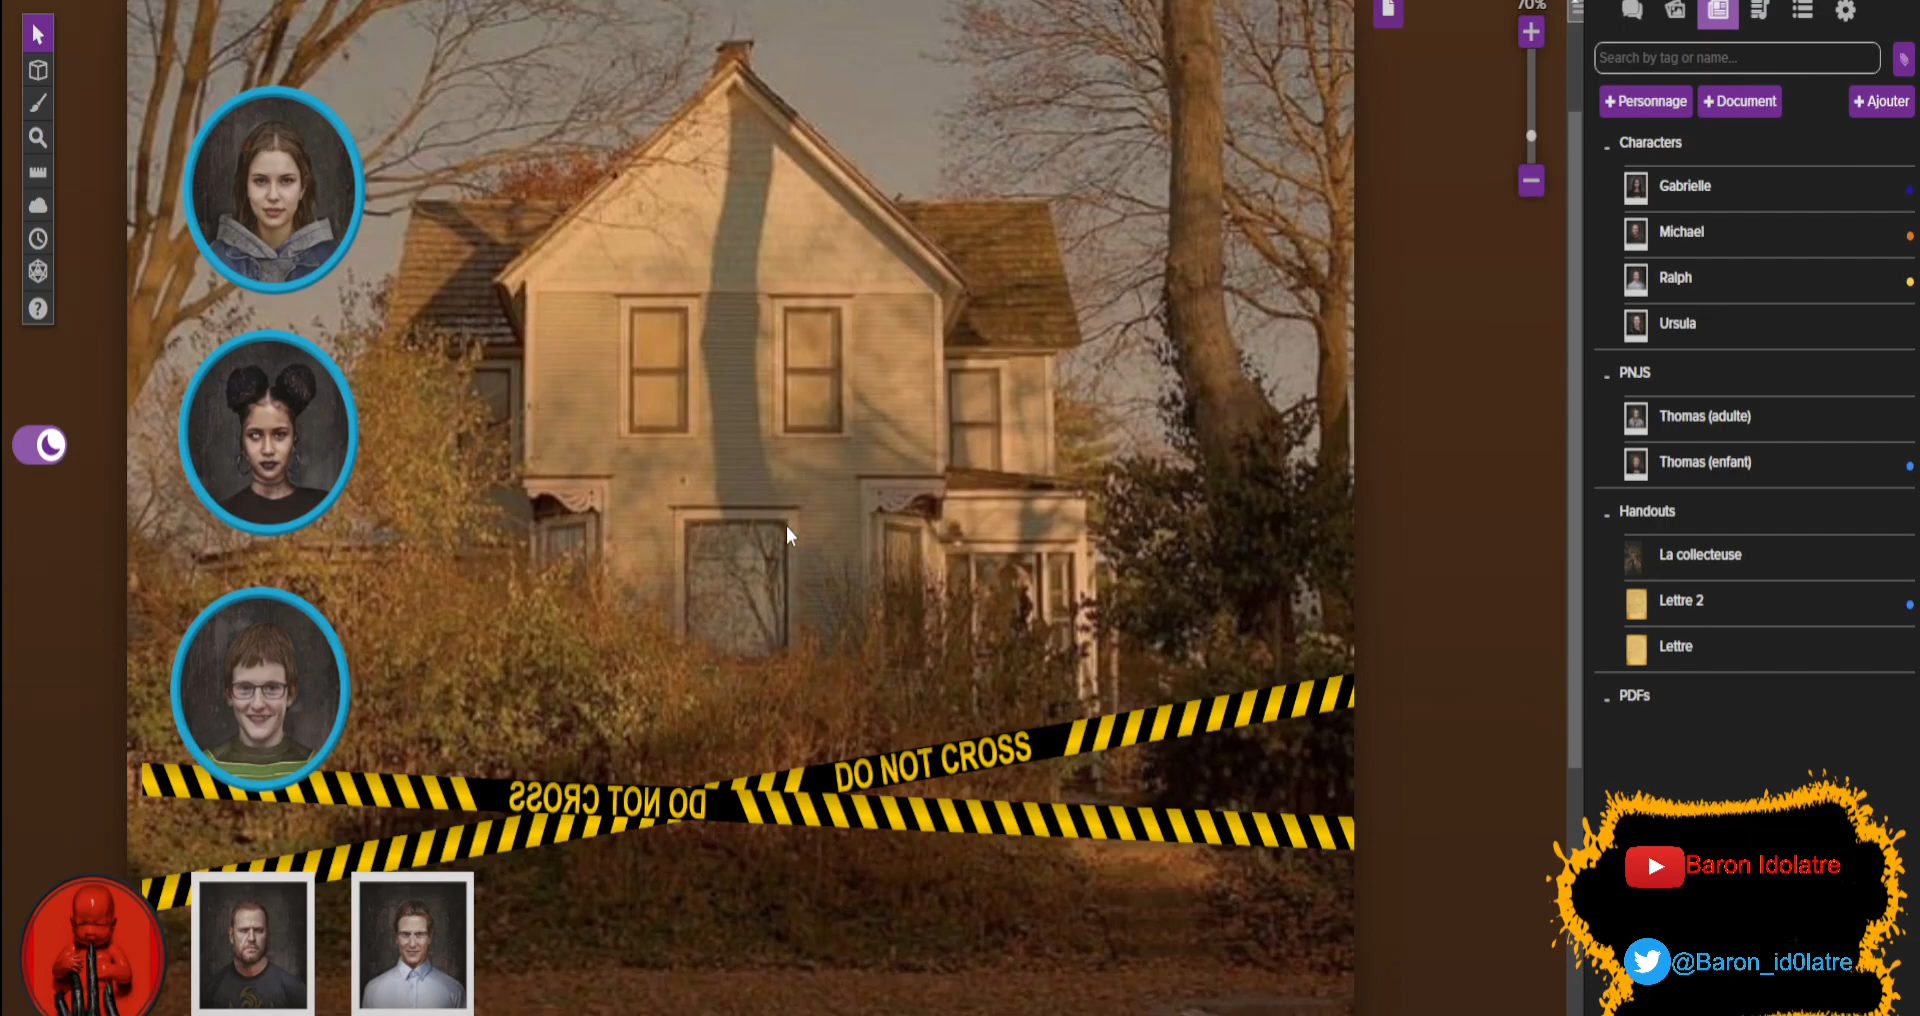 70%
Search by tag or name...
+ Personnage
+ Document
+ Ajouter
Characters
Gabrielle
Michael
Ralph
Ursula
PNJS
Thomas (adulte)
Thomas (enfant)
Handouts
La collecteuse
Lettre 2
Lettre
PDFs
DO NOT CROSS
DO NOT CROSS
Baron Idolatre
@Baron_id0latre